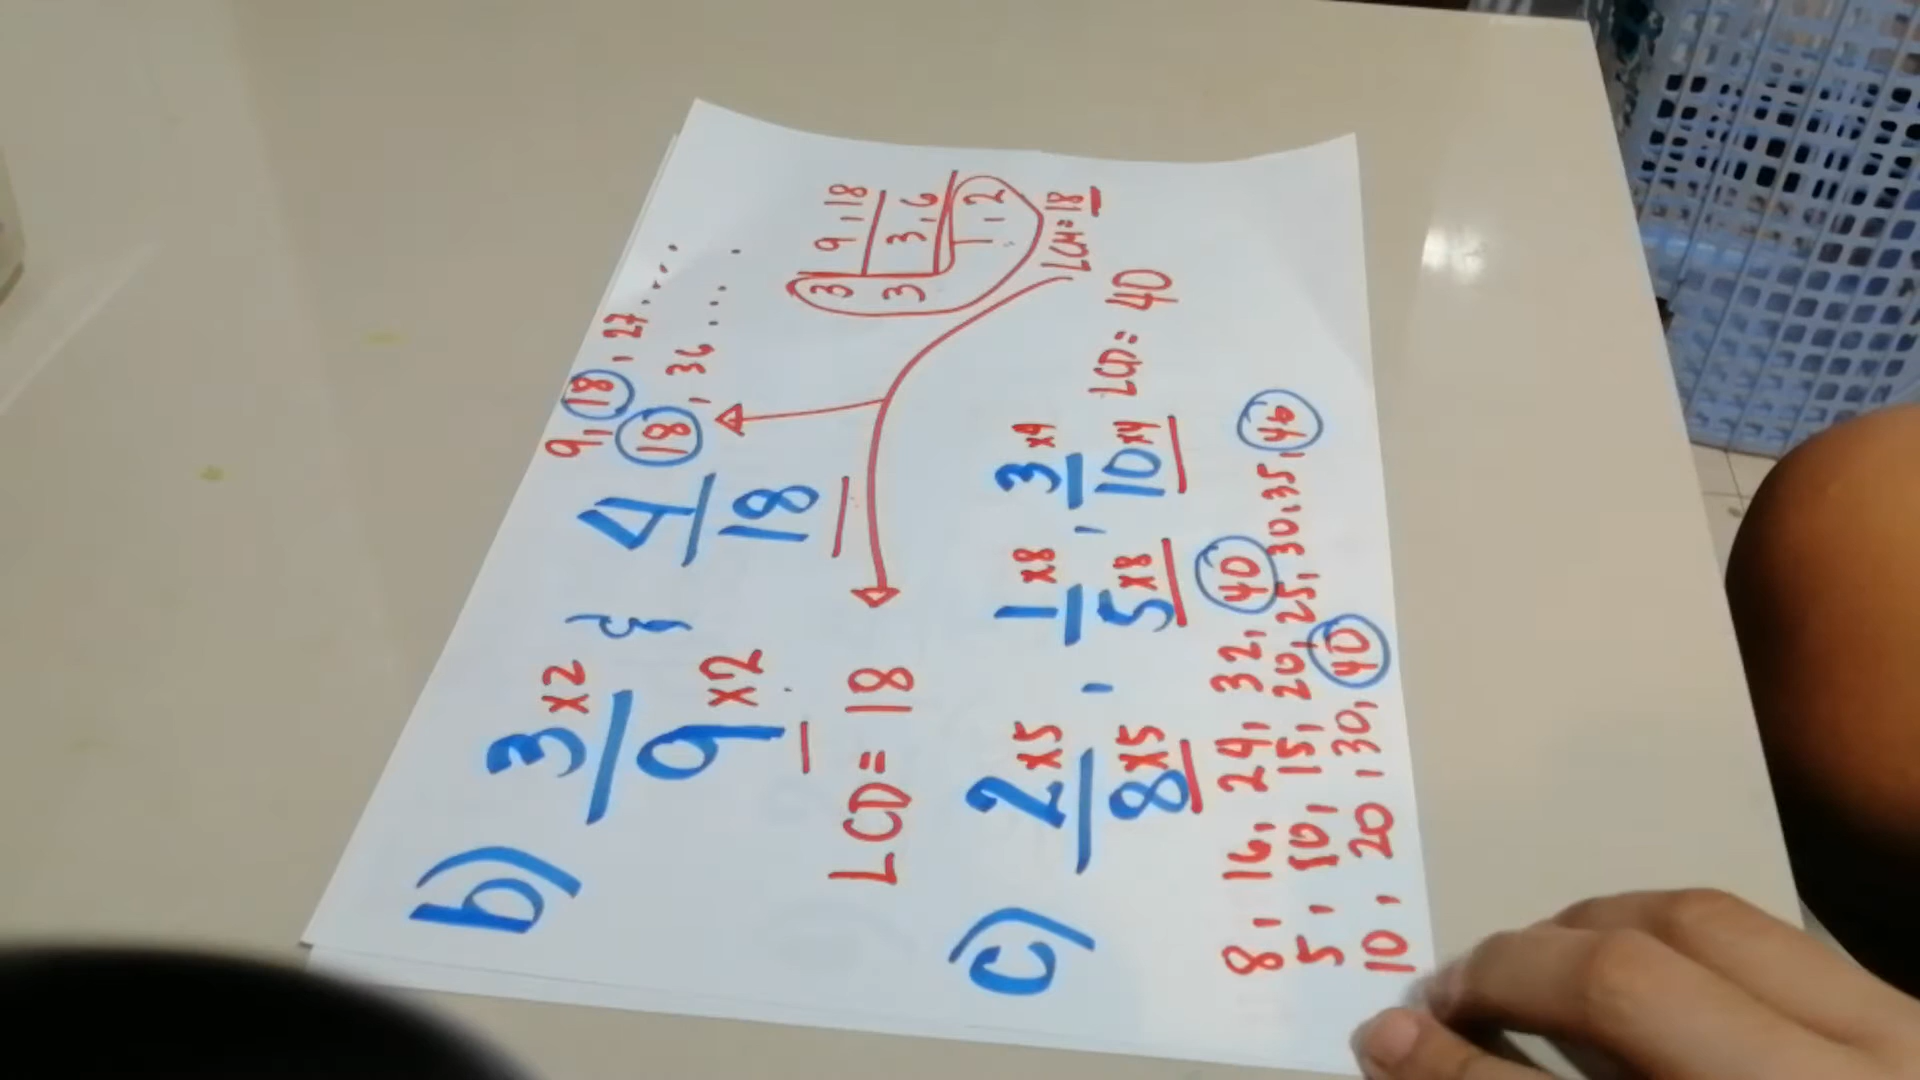 b) 3×2/9×2 & 4/18
9, 18, 27.....
18, 36.....
3 | 9, 18
3 | 3, 6
1, 2
LCM=18
LCD= 18
c) 2×5/8×5 , 1×8/5×8 , 3×4/10×4 LCD= 40
8, 16, 24, 32, 40
5, 10, 15, 20, 25, 30, 35, 40
10, 20, 30, 40